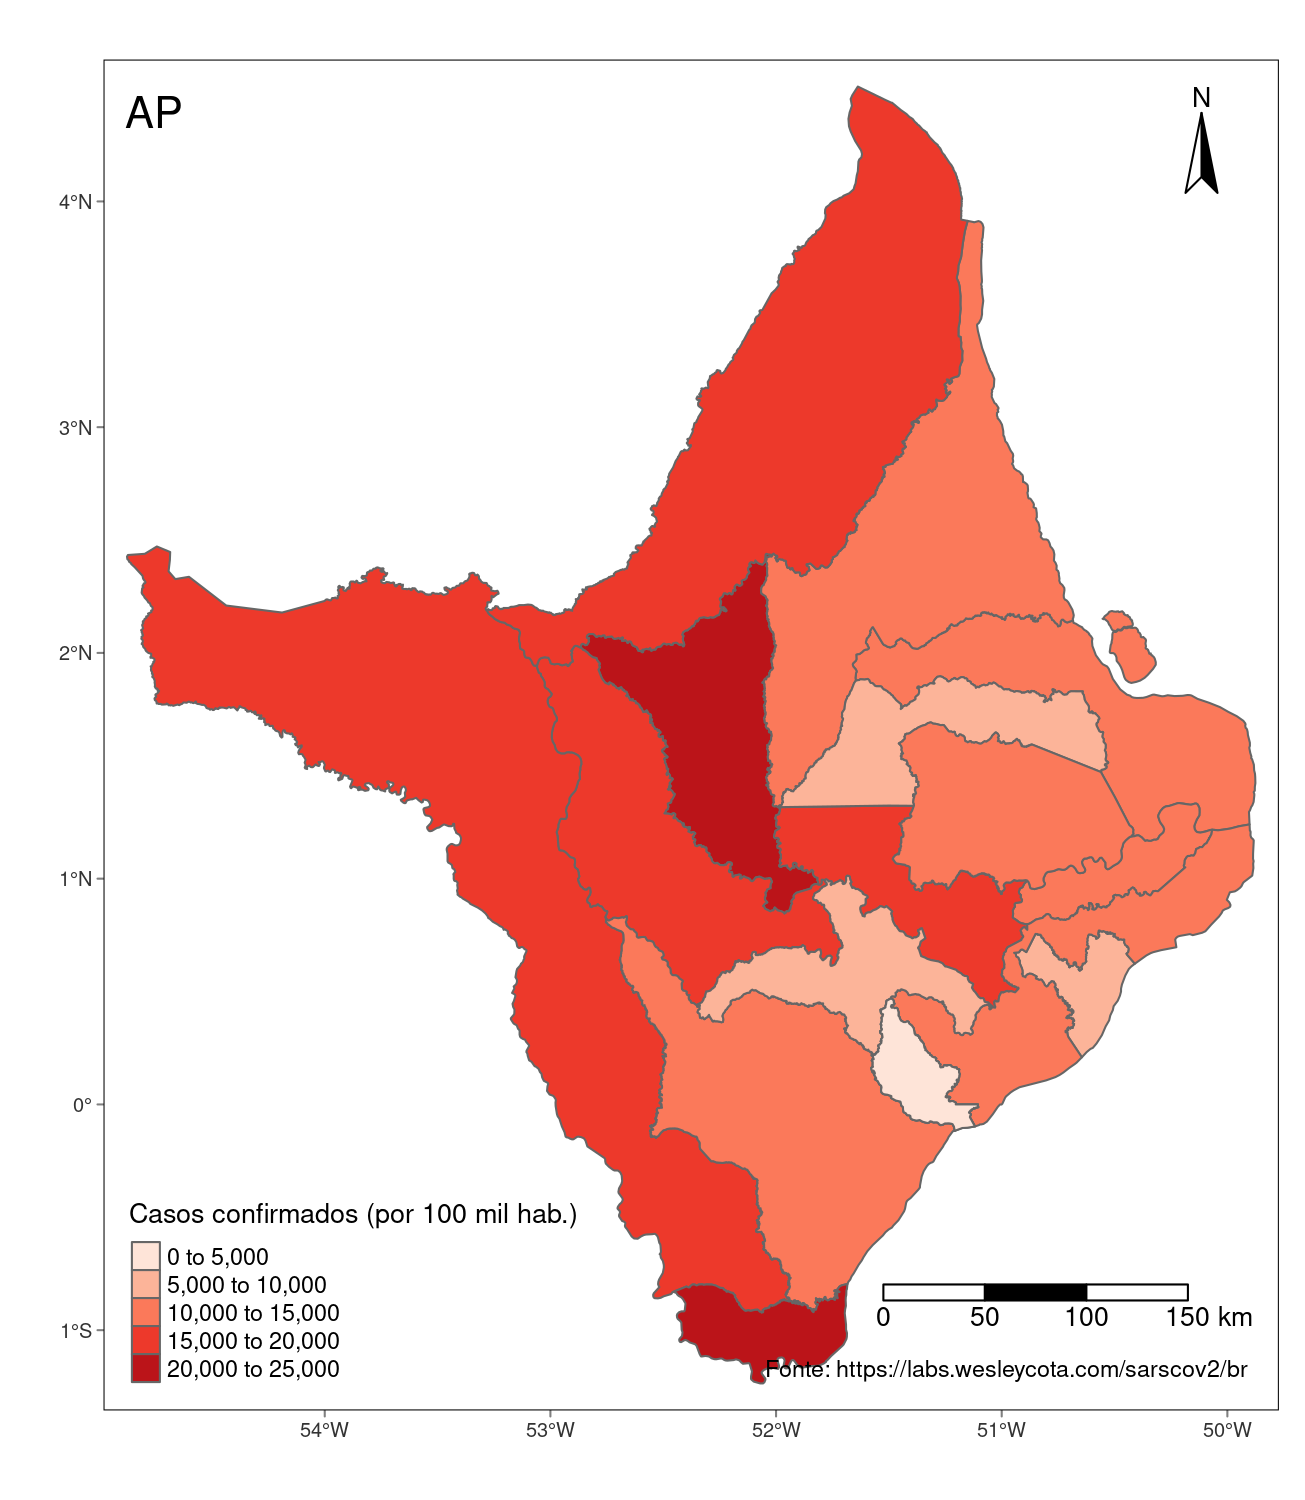 AP
N
4°N
3°N
2°N
1°N
0°
1°S
Casos confirmados (por 100 mil hab.)
0 to 5,000
5,000 to 10,000
10,000 to 15,000
15,000 to 20,000
20,000 to 25,000
0 50 100 150 km
Fonte: https://labs.wesleycota.com/sarscov2/br
54°W 53°W 52°W 51°W 50°W